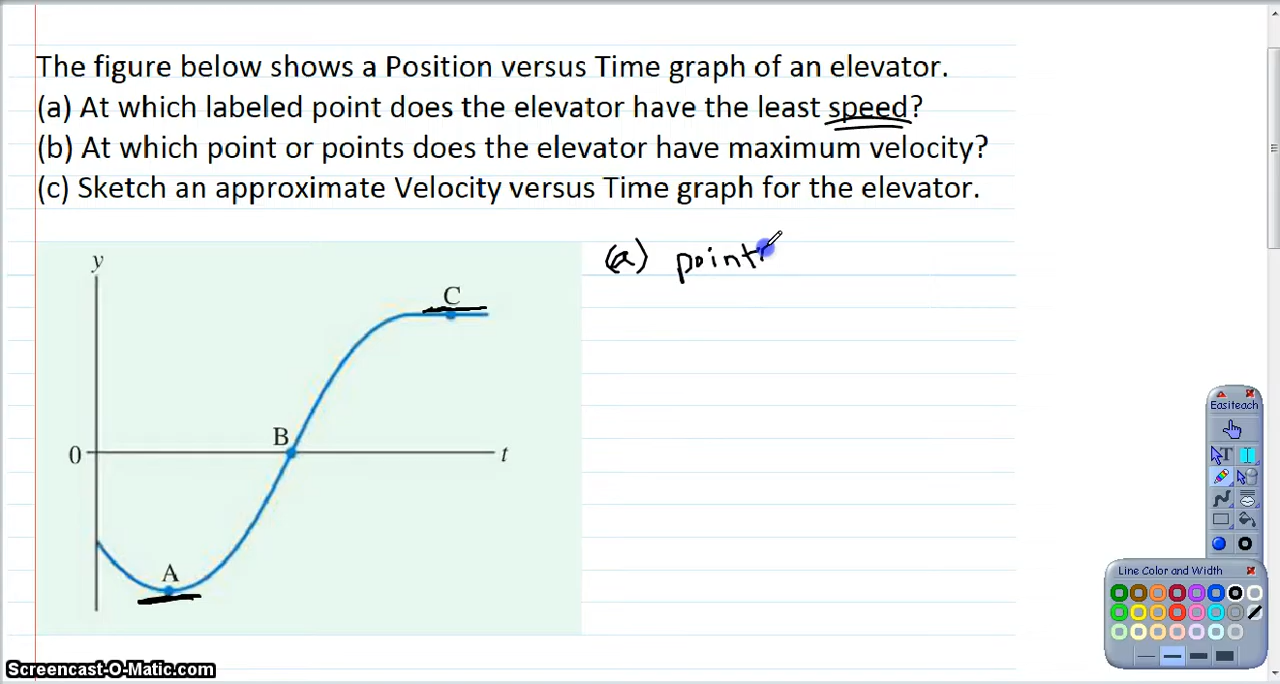 The figure below shows a Position versus Time graph of an elevator.
(a) At which labeled point does the elevator have the least speed?
(b) At which point or points does the elevator have maximum velocity?
(c) Sketch an approximate Velocity versus Time graph for the elevator.
(a) point
y
C
B
0
t
A
Easiteach
T
Line Color and Width
Screencast-O-Matic.com